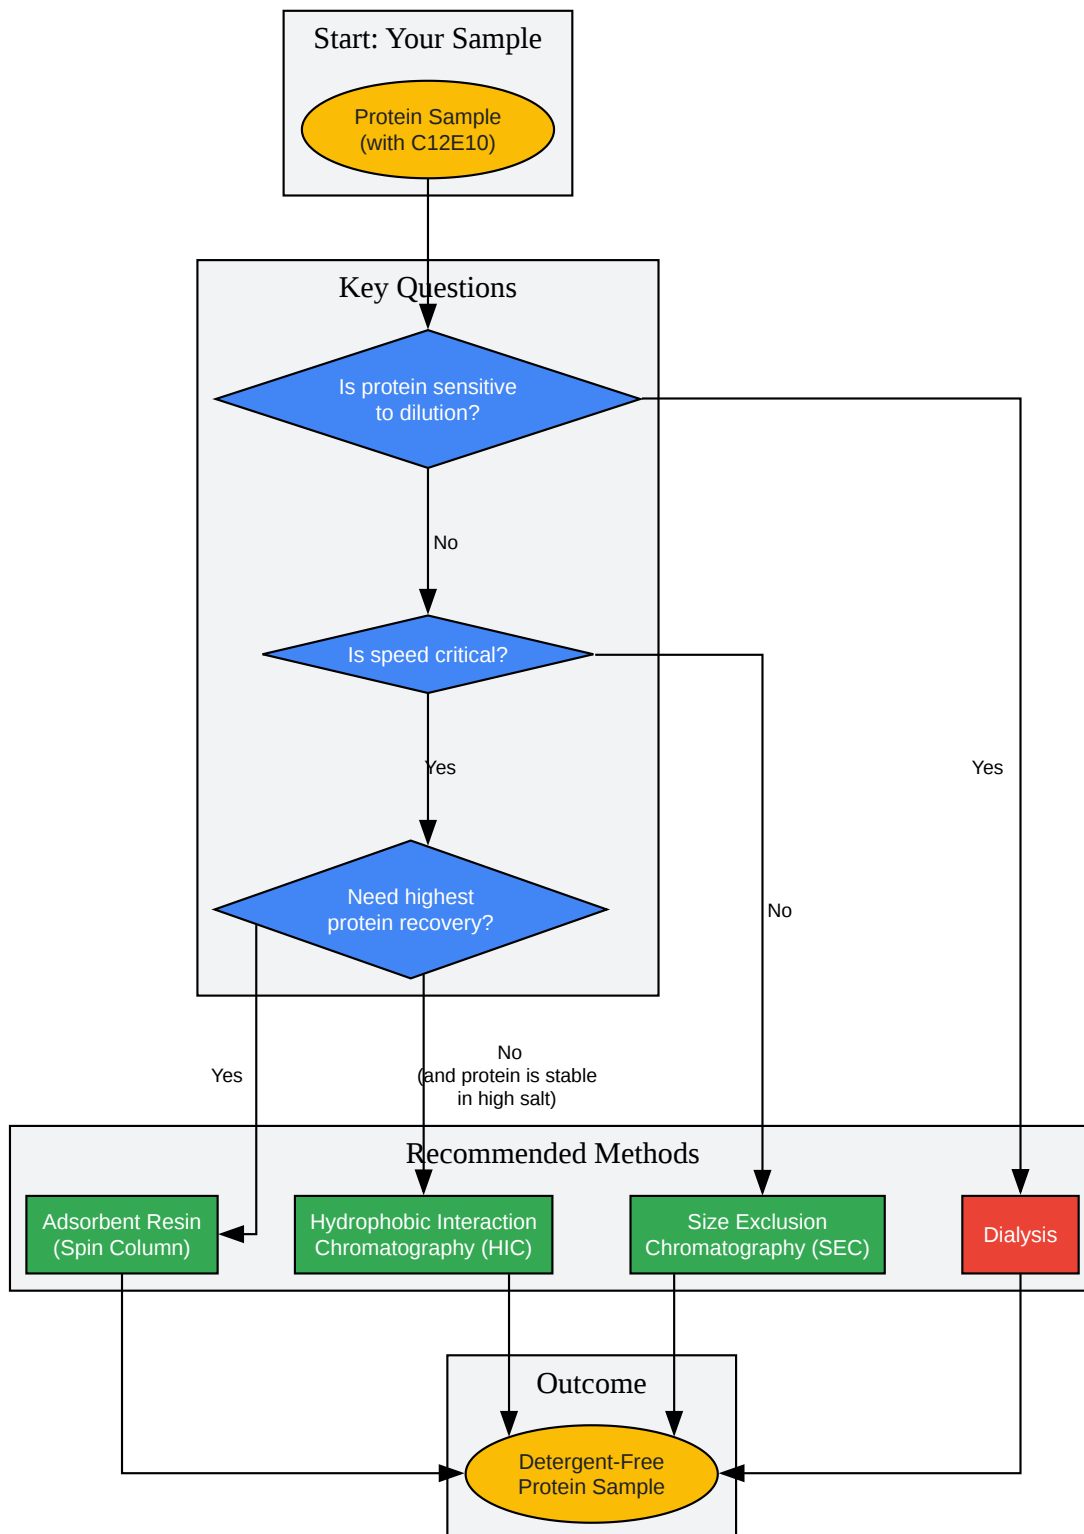 Start: Your Sample
Protein Sample
(with C12E10)
Key Questions
Is protein sensitive
to dilution?
No
Is speed critical?
Yes
Yes
Need highest
protein recovery?
No
Yes
No
(and protein is stable
in high salt)
Recommended Methods
Adsorbent Resin
(Spin Column)
Hydrophobic Interaction
Chromatography (HIC)
Size Exclusion
Chromatography (SEC)
Dialysis
Outcome
Detergent-Free
Protein Sample